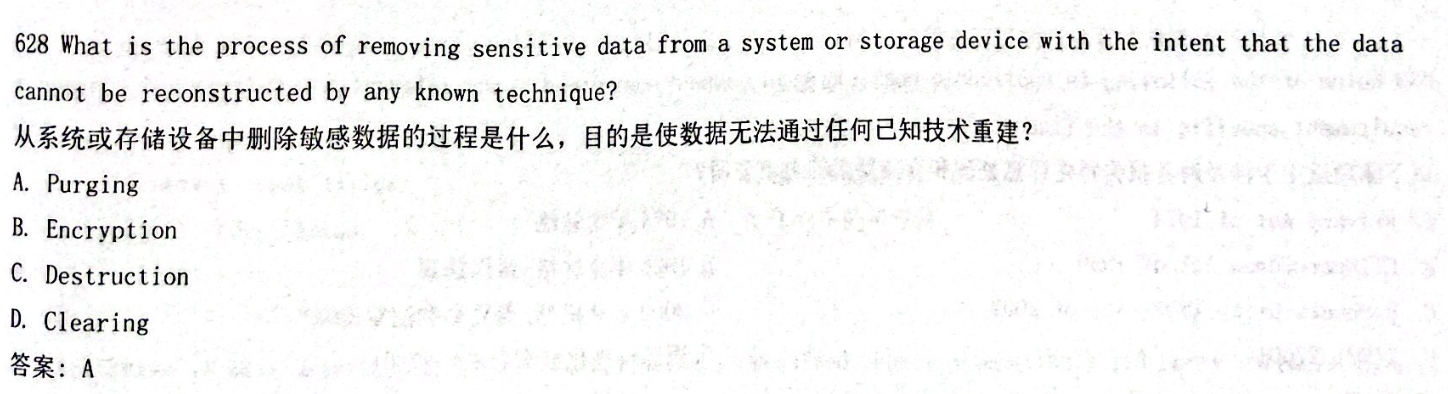 628 What is the process of removing sensitive data from a system or storage device with the intent that the data
cannot be reconstructed by any known technique?
从系统或存储设备中删除敏感数据的过程是什么，目的是使数据无法通过任何已知技术重建？
A. Purging
B. Encryption
C. Destruction
D. Clearing
答案：A